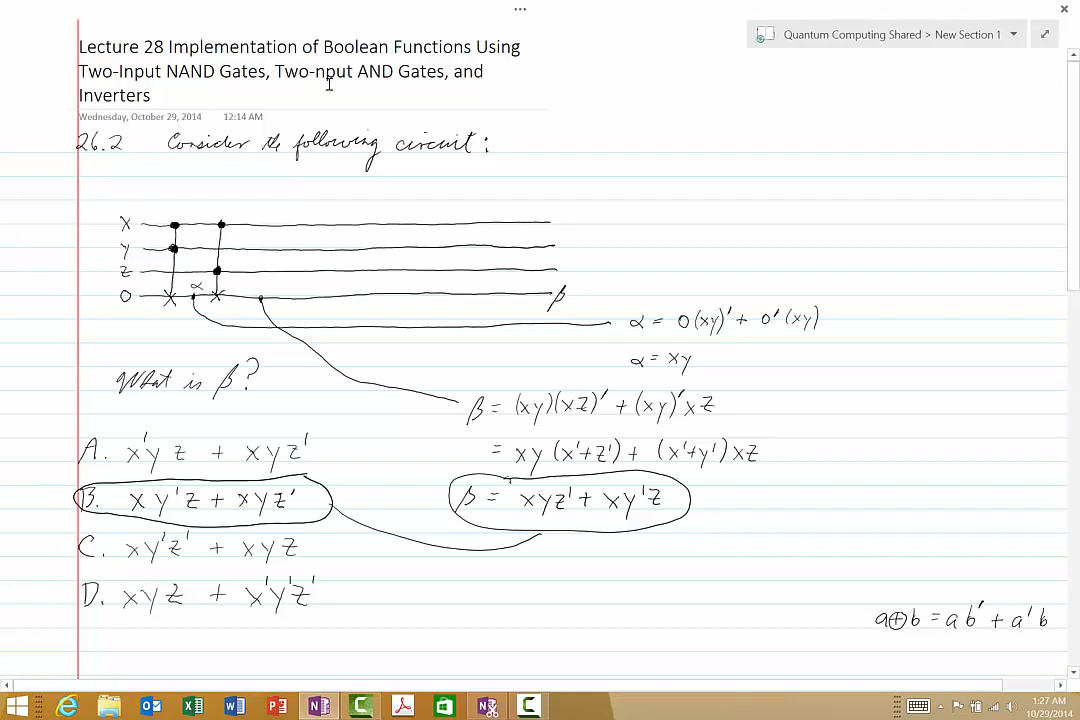 Quantum Computing Shared > New Section 1
Lecture 28 Implementation of Boolean Functions Using
Two-Input NAND Gates, Two-nput AND Gates, and
Inverters
Wednesday, October 29, 2014 12:14 AM
26.2 Consider the following circuit:
X
Y
Z
0 α β
α = 0(xy)' + 0'(xy)
α = xy
What is β?
β = (xy)(xz)' + (xy)'xz
A. x'yz + xyz'
= xy(x'+z') + (x'+y')xz
B. xy'z + xyz'
β = xyz' + xy'z
C. xy'z' + xyz
D. xyz + x'y'z'
a⊕b = ab' + a'b
1:27 AM
10/29/2014